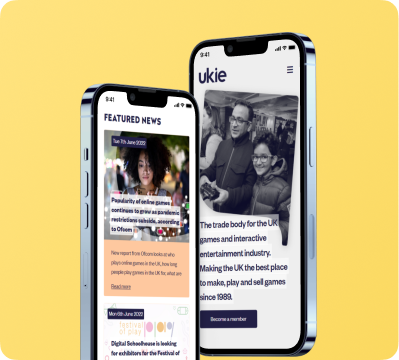 9:41
FEATURED NEWS
Tue 7th June 2022
Popularity of online games
continues to grow as pandemic
restrictions subside, according
to Ofcom
New report from Ofcom looks at who
plays online games in the UK, how long
people play games in the UK for, what are
Read more
Mon 6th June 2022
festival
of play
Digital Schoolhouse is looking
for exhibitors for the Festival of
9:41
ukie
The trade body for the UK
games and interactive
entertainment industry.
Making the UK the best place
to make, play and sell games
since 1989.
Become a member